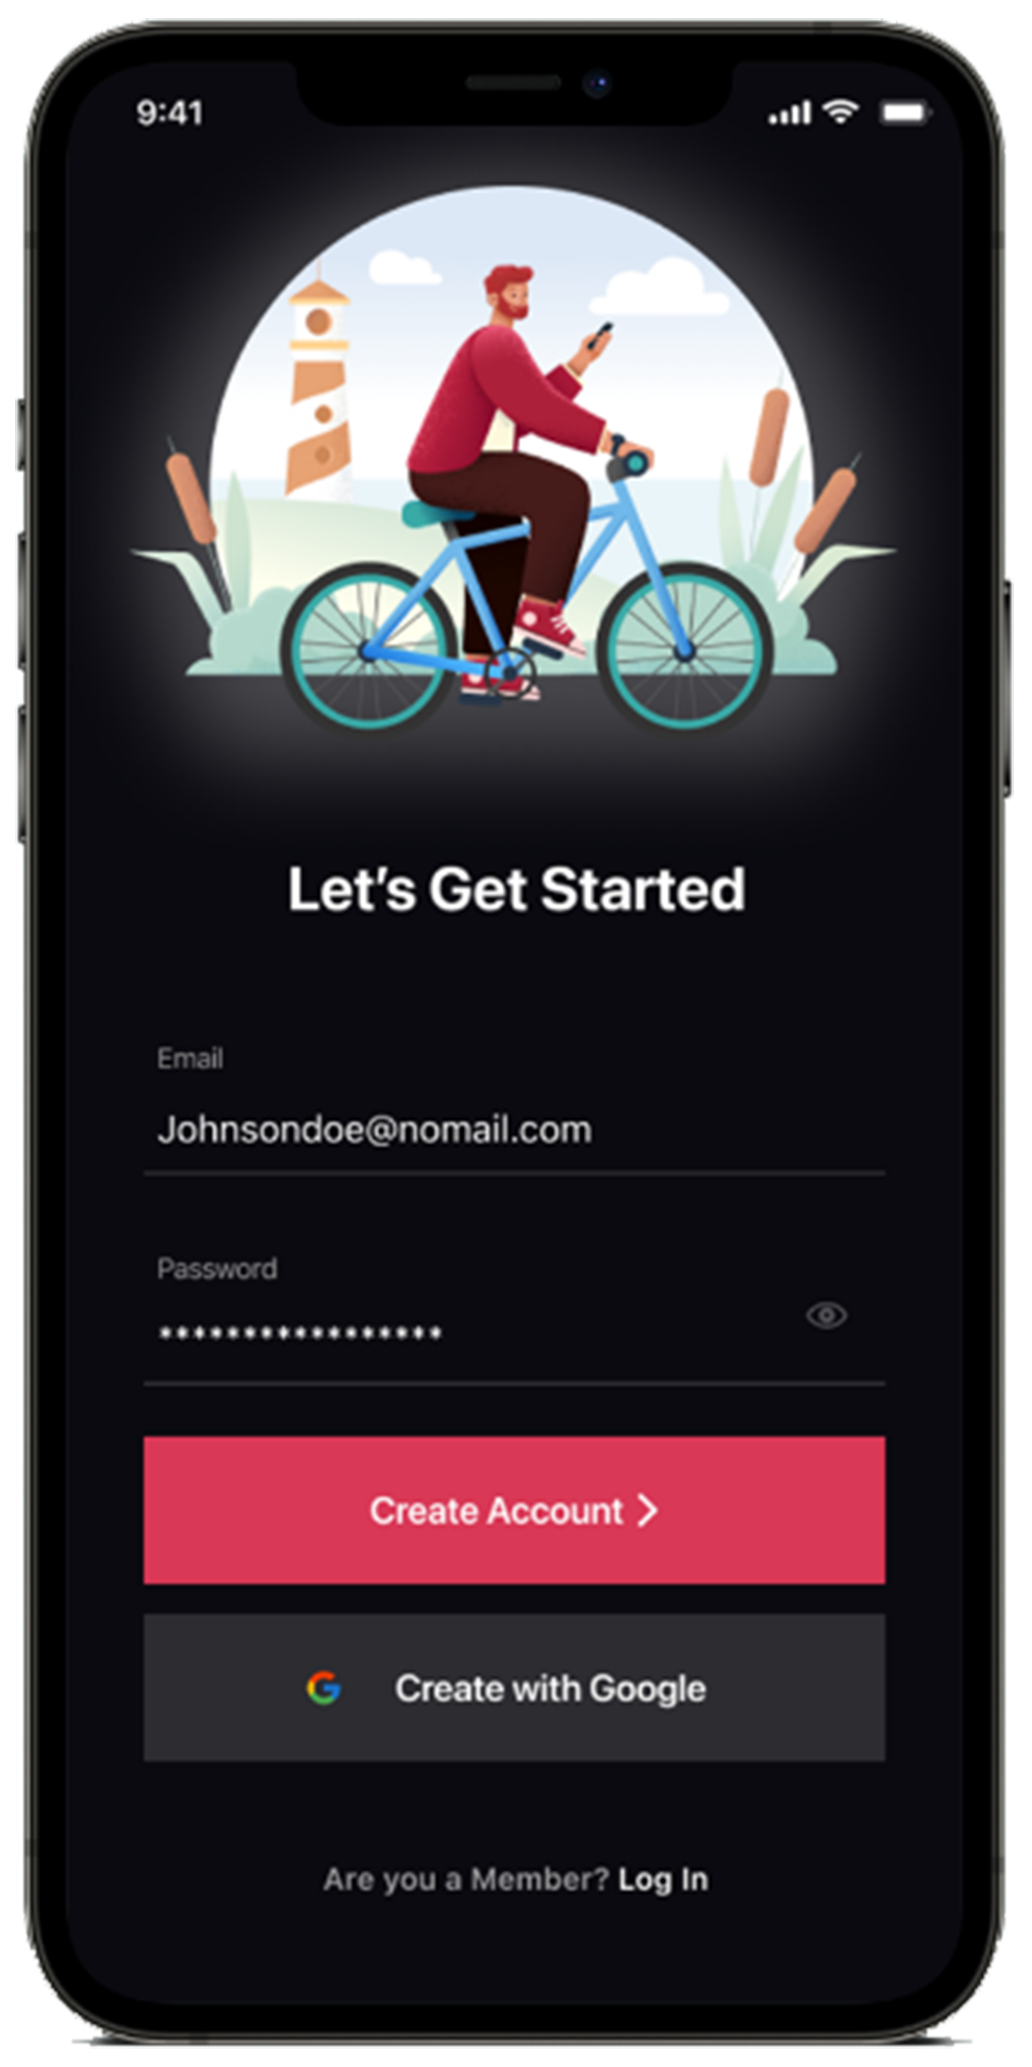 9:41
Let's Get Started
Email
Johnsondoe@nomail.com
Password
*****************
Create Account >
G Create with Google
Are you a Member? Log In